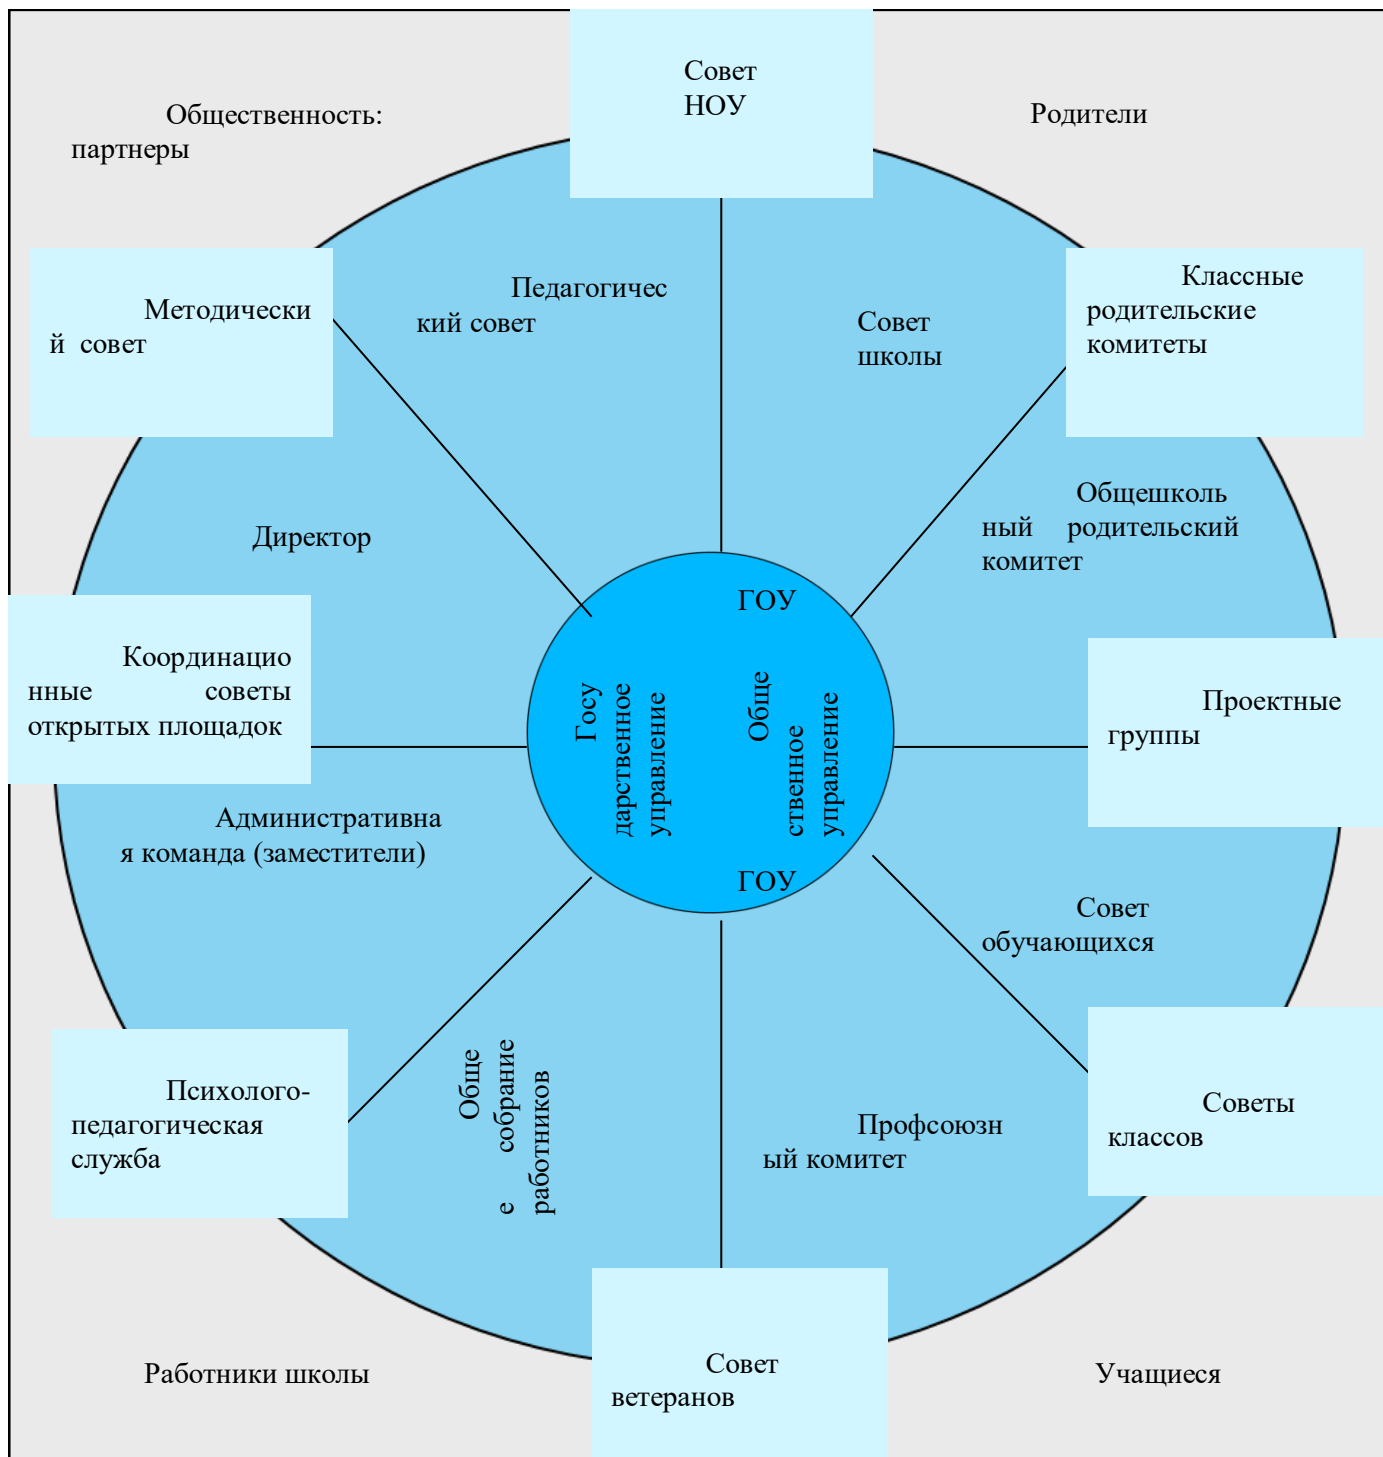 Совет
НОУ
Общественность:
партнеры
Родители
Методически
й совет
Педагогичес
кий совет
Совет
школы
Классные
родительские
комитеты
Директор
Общешколь
ный родительский
комитет
ГОУ
Координацио
нные советы
открытых площадок
Госу
дарственное
управление
Обще
ственное
управление
Проектные
группы
Административна
я команда (заместители)
ГОУ
Совет
обучающихся
Психолого-
педагогическая
служба
Обще
е собрание
работников
Профсоюзн
ый комитет
Советы
классов
Работники школы
Совет
ветеранов
Учащиеся